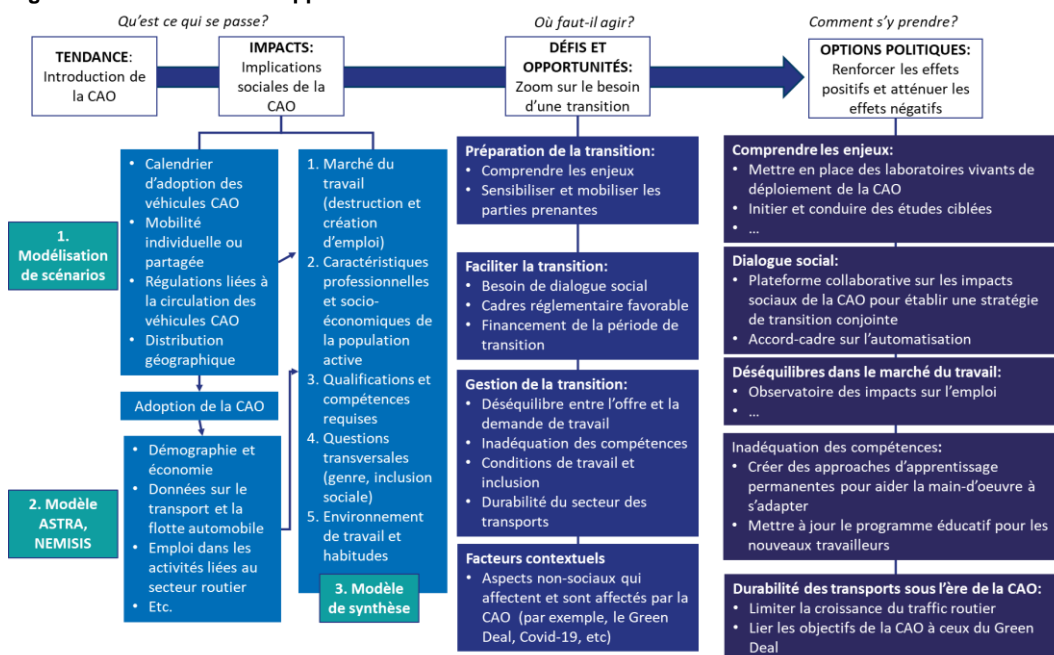 Qu'est ce qui se passe?
Où faut-il agir?
Comment s'y prendre?
TENDANCE:
Introduction de
la CAO
IMPACTS:
Implications
sociales de la
CAO
DÉFIS ET
OPPORTUNITÉS:
Zoom sur le besoin
d'une transition
OPTIONS POLITIQUES:
Renforcer les effets
positifs et atténuer les
effets négatifs
1.
Modélisation
de scénarios
• Calendrier
d'adoption des
véhicules CAO
• Mobilité
individuelle ou
partagée
• Régulations liées à
la circulation des
véhicules CAO
• Distribution
géographique
Adoption de la CAO
2. Modèle
ASTRA,
NEMISIS
• Démographie et
économie
• Données sur le
transport et la
flotte automobile
• Emploi dans les
activités liées au
secteur routier
• Etc.
1. Marché du
travail
(destruction et
création
d'emploi)
2. Caractéristiques
professionnelles et
socio-
économiques de
la population
active
3. Qualifications et
compétences
requises
4. Questions
transversales
(genre, inclusion
sociale)
5. Environnement
de travail et
habitudes
3. Modèle
de synthèse
Préparation de la transition:
• Comprendre les enjeux
• Sensibiliser et mobiliser les
parties prenantes
Faciliter la transition:
• Besoin de dialogue social
• Cadres réglementaire favorable
• Financement de la période de
transition
Gestion de la transition:
• Déséquilibre entre l'offre et la
demande de travail
• Inadéquation des compétences
• Conditions de travail et
inclusion
• Durabilité du secteur des
transports
Facteurs contextuels
• Aspects non-sociaux qui
affectent et sont affectés par la
CAO (par exemple, le Green
Deal, Covid-19, etc)
Comprendre les enjeux:
• Mettre en place des laboratoires vivants de
déploiement de la CAO
• Initier et conduire des études ciblées
• …
Dialogue social:
• Plateforme collaborative sur les impacts
sociaux de la CAO pour établir une stratégie
de transition conjointe
• Accord-cadre sur l'automatisation
Déséquilibres dans le marché du travail:
• Observatoire des impacts sur l'emploi
• …
Inadéquation des compétences:
• Créer des approches d'apprentissage
permanentes pour aider la main-d'oeuvre à
s'adapter
• Mettre à jour le programme éducatif pour les
nouveaux travailleurs
Durabilité des transports sous l'ère de la CAO:
• Limiter la croissance du traffic routier
• Lier les objectifs de la CAO à ceux du Green
Deal